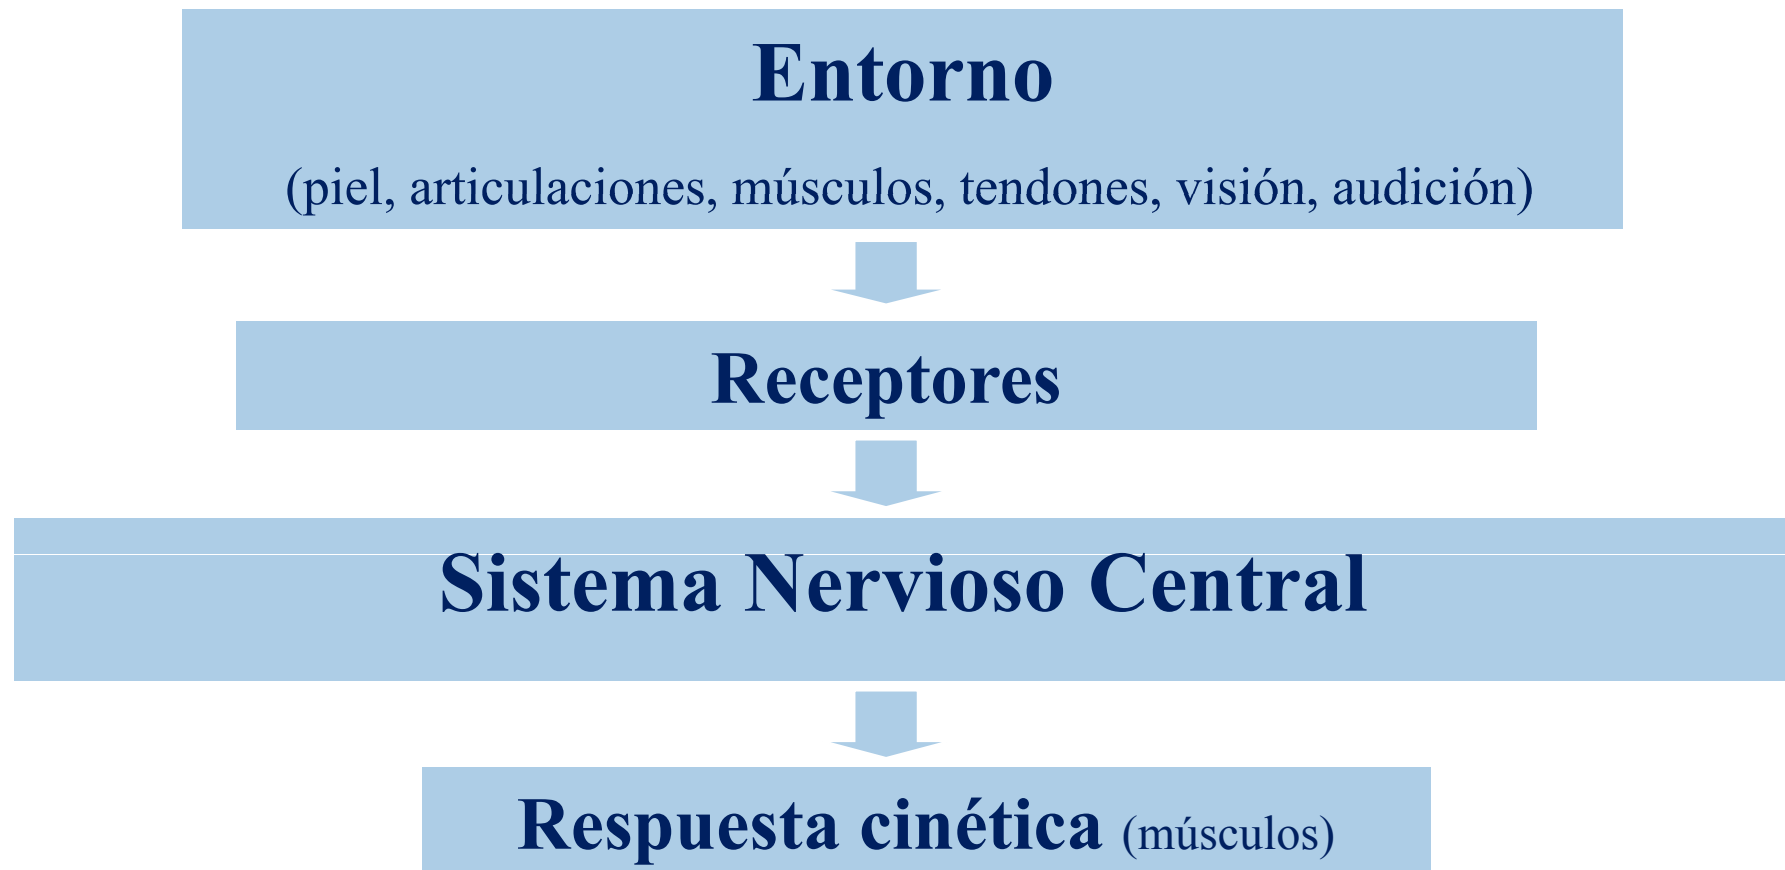 Entorno
(piel, articulaciones, músculos, tendones, visión, audición)
Receptores
Sistema Nervioso Central
Respuesta cinética (músculos)